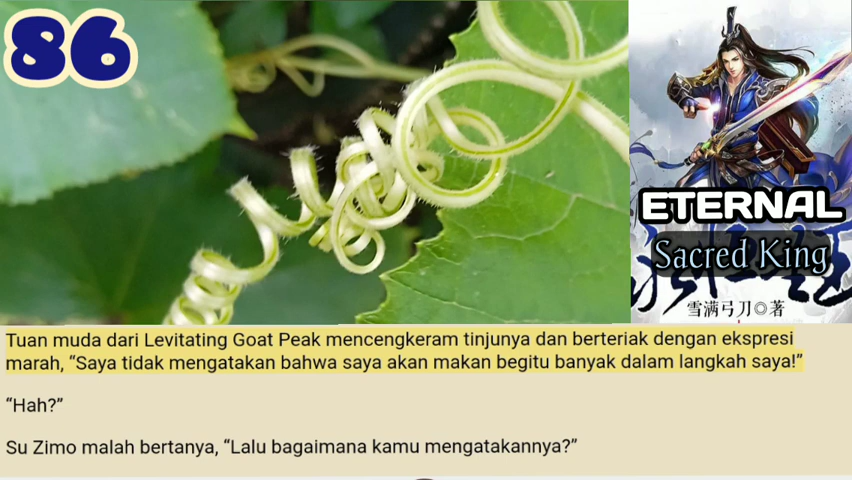 86
ETERNAL
Sacred King
雪满弓刀◎著
Tuan muda dari Levitating Goat Peak mencengkeram tinjunya dan berteriak dengan ekspresi
marah, “Saya tidak mengatakan bahwa saya akan makan begitu banyak dalam langkah saya!”
“Hah?”
Su Zimo malah bertanya, “Lalu bagaimana kamu mengatakannya?”